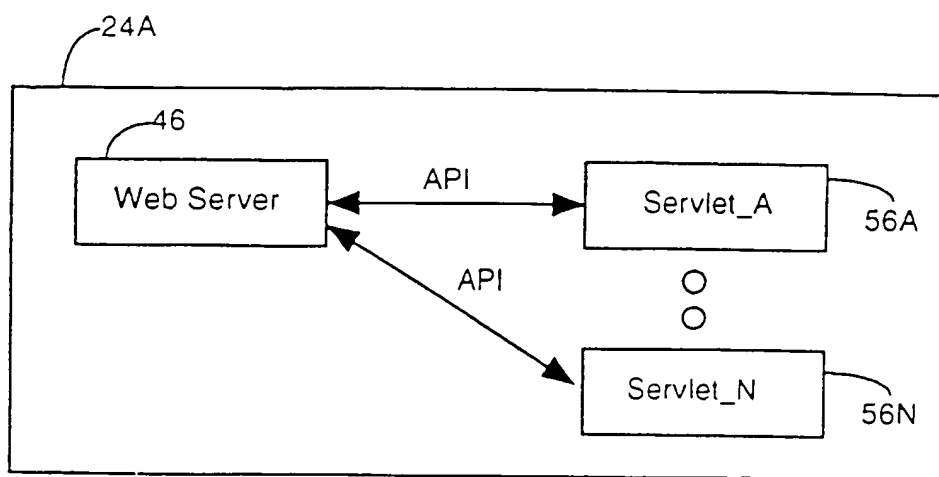 24A
46
Web Server
API
Servlet_A
56A
API
Servlet_N
56N